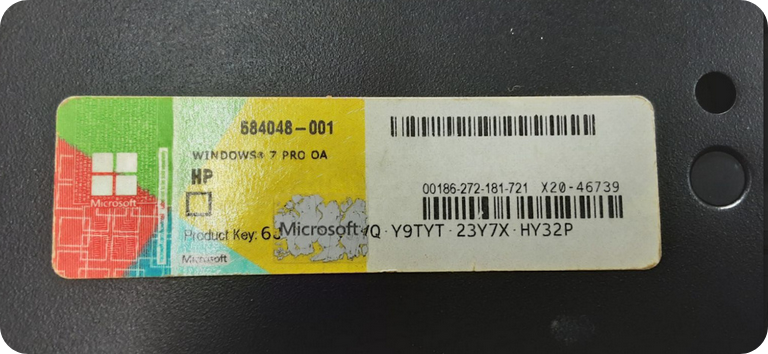 584048-001
WINDOWS® 7 PRO OA
HP
Microsoft
00186-272-181-721 X20-46739
Product Key: Microsoft Y9TYT-23Y7X-HY32P
Microsoft